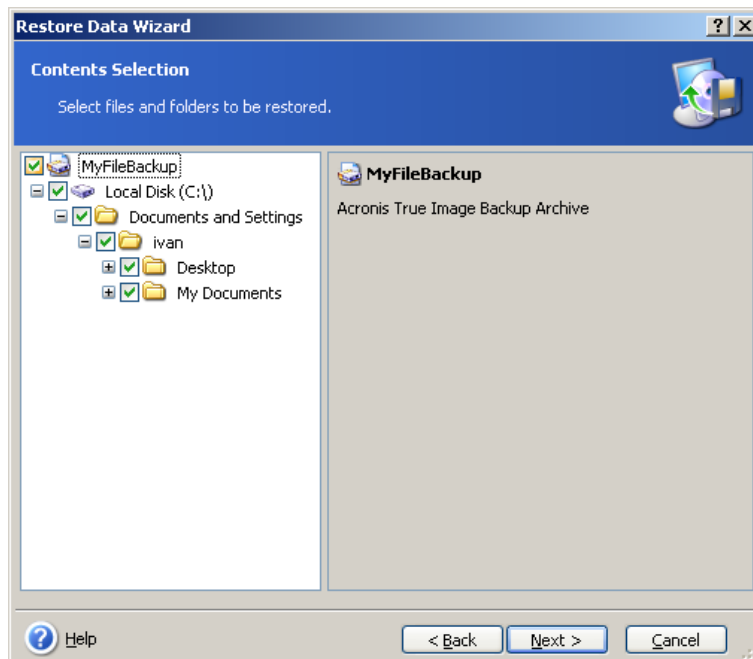 Restore Data Wizard
Contents Selection
Select files and folders to be restored.
MyFileBackup
Local Disk (C:\)
Documents and Settings
ivan
Desktop
My Documents
MyFileBackup
Acronis True Image Backup Archive
Help
< Back
Next >
Cancel